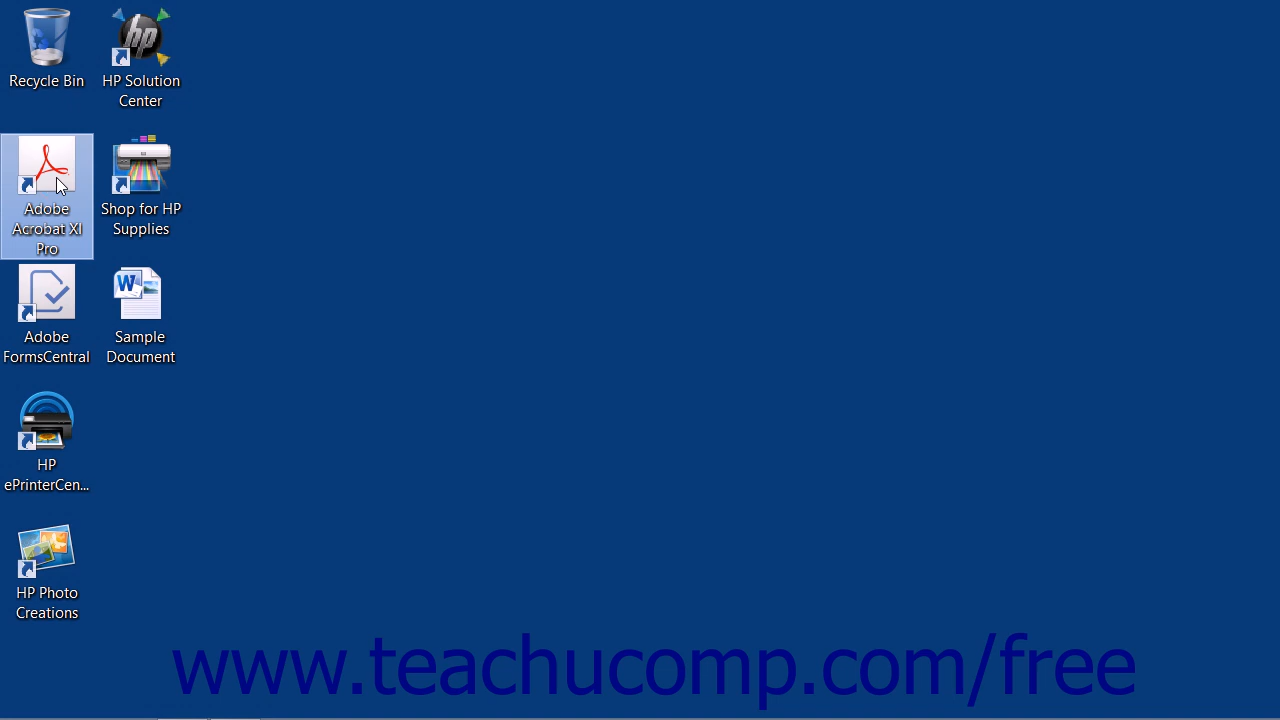 Recycle Bin
HP Solution
Center
Adobe
Acrobat XI
Pro
Shop for HP
Supplies
Adobe
FormsCentral
Sample
Document
HP
ePrinterCen...
HP Photo
Creations
www.teachucomp.com/free